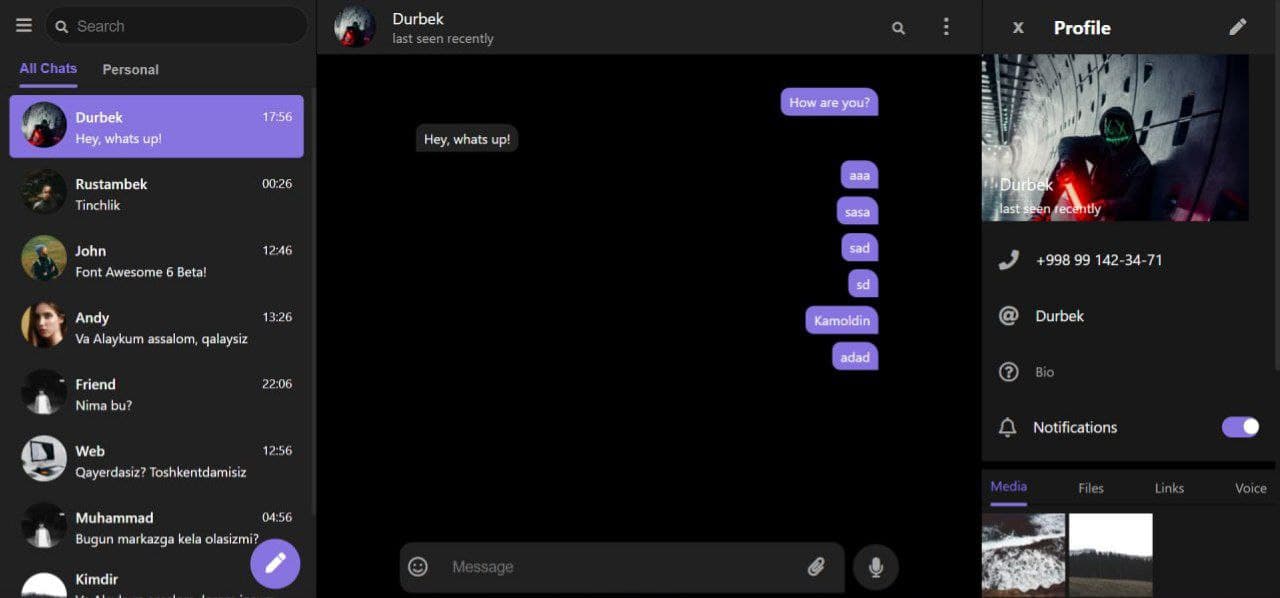 Search
All Chats Personal
Durbek 17:56
Hey, whats up!
Rustambek 00:26
Tinchlik
John 12:46
Font Awesome 6 Beta!
Andy 13:26
Va Alaykum assalom, qalaysiz
Friend 22:06
Nima bu?
Web 12:56
Qayerdasiz? Toshkentdamisiz
Muhammad 04:56
Bugun markazga kela olasizmi?
Kimdir
Durbek
last seen recently
How are you?
Hey, whats up!
aaa
sasa
sad
sd
Kamoldin
adad
Message
X Profile
Durbek
last seen recently
+998 99 142-34-71
Durbek
Bio
Notifications
Media Files Links Voice